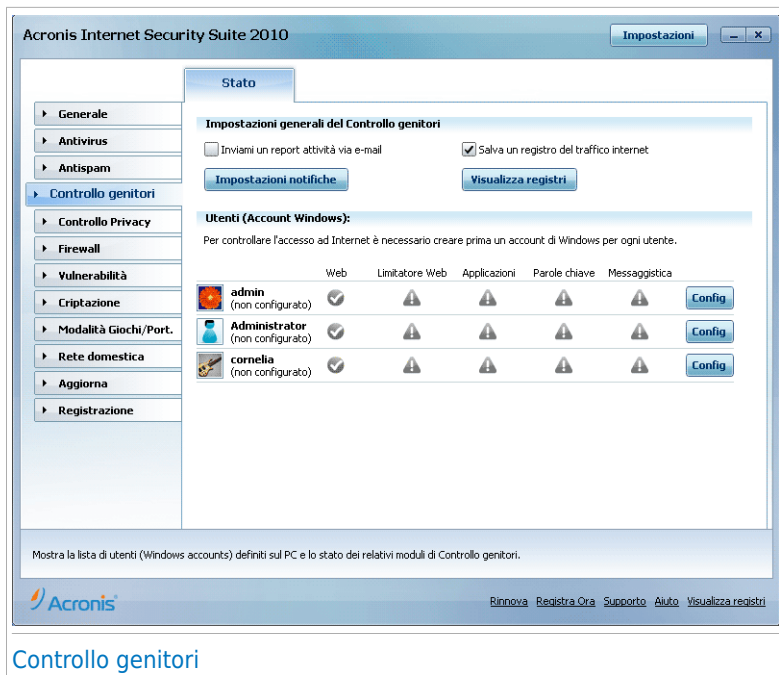 Acronis Internet Security Suite 2010
Impostazioni
Stato
Generale
Antivirus
Antispam
Controllo genitori
Controllo Privacy
Firewall
Vulnerabilità
Criptazione
Modalità Giochi/Port.
Rete domestica
Aggiorna
Registrazione
Impostazioni generali del Controllo genitori
Inviami un report attività via e-mail
Salva un registro del traffico internet
Impostazioni notifiche
Visualizza registri
Utenti (Account Windows):
Per controllare l'accesso ad Internet è necessario creare prima un account di Windows per ogni utente.
Web Limitatore Web Applicazioni Parole chiave Messaggistica
admin
(non configurato)
Config
Administrator
(non configurato)
Config
cornelia
(non configurato)
Config
Mostra la lista di utenti (Windows accounts) definiti sul PC e lo stato dei relativi moduli di Controllo genitori.
Acronis
Rinnova Registra Ora Supporto Aiuto Visualizza registri
Controllo genitori